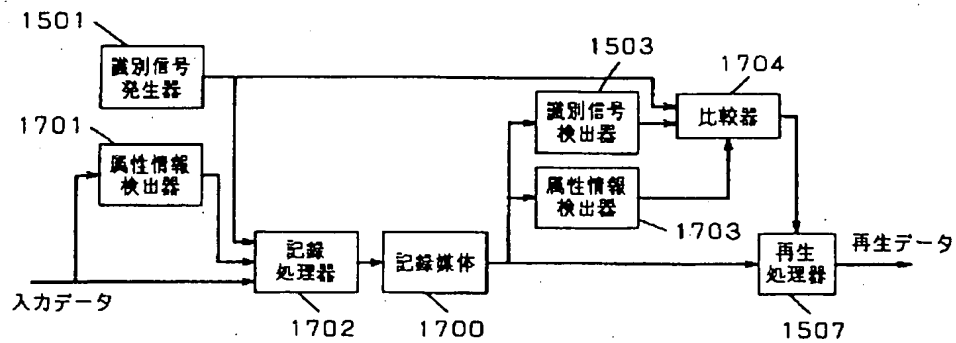 1501
識別信号
発生器
1701
属性情報
検出器
入力データ
記録
処理器
1702
記録媒体
1700
1503
識別信号
検出器
属性情報
検出器
1703
1704
比較器
再生
処理器
1507
再生データ